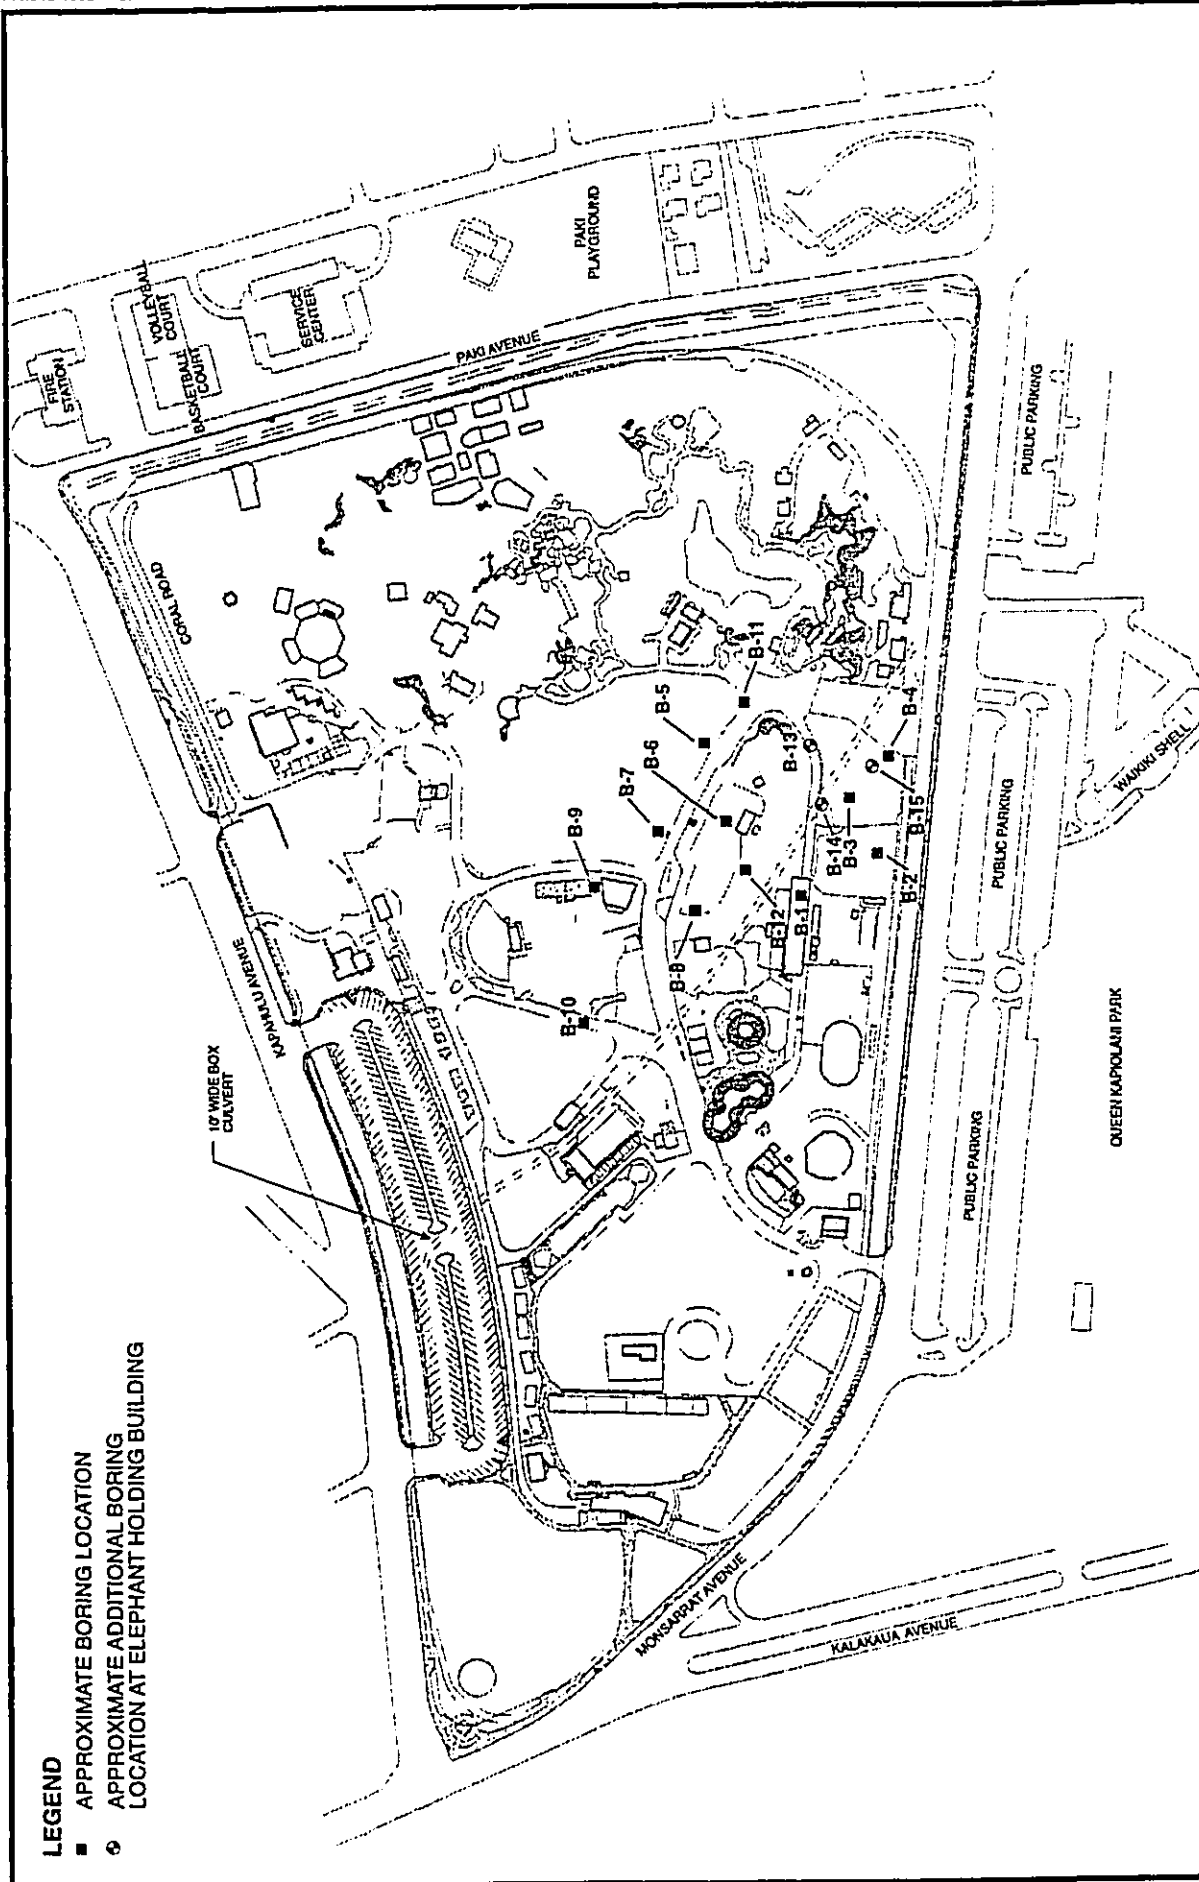 LEGEND
APPROXIMATE BORING LOCATION
APPROXIMATE ADDITIONAL BORING
LOCATION AT ELEPHANT HOLDING BUILDING
10' WIDE BOX
CULVERT
KAPAHULU AVENUE
CORAL ROAD
FIRE
STATION
VOLLEYBALL
COURT
BASKETBALL
COURT
SERVICE
CENTER
PAKI AVENUE
PAKI
PLAYGROUND
B-10
B-9
B-7
B-6
B-5
B-11
B-8
B-12
B-1
B-13
B-14
B-3
B-2
B-15
B-4
MONSARRAT AVENUE
KALAKAUA AVENUE
PUBLIC PARKING
PUBLIC PARKING
PUBLIC PARKING
WAIKIKI SHELL
QUEEN KAPIOLANI PARK